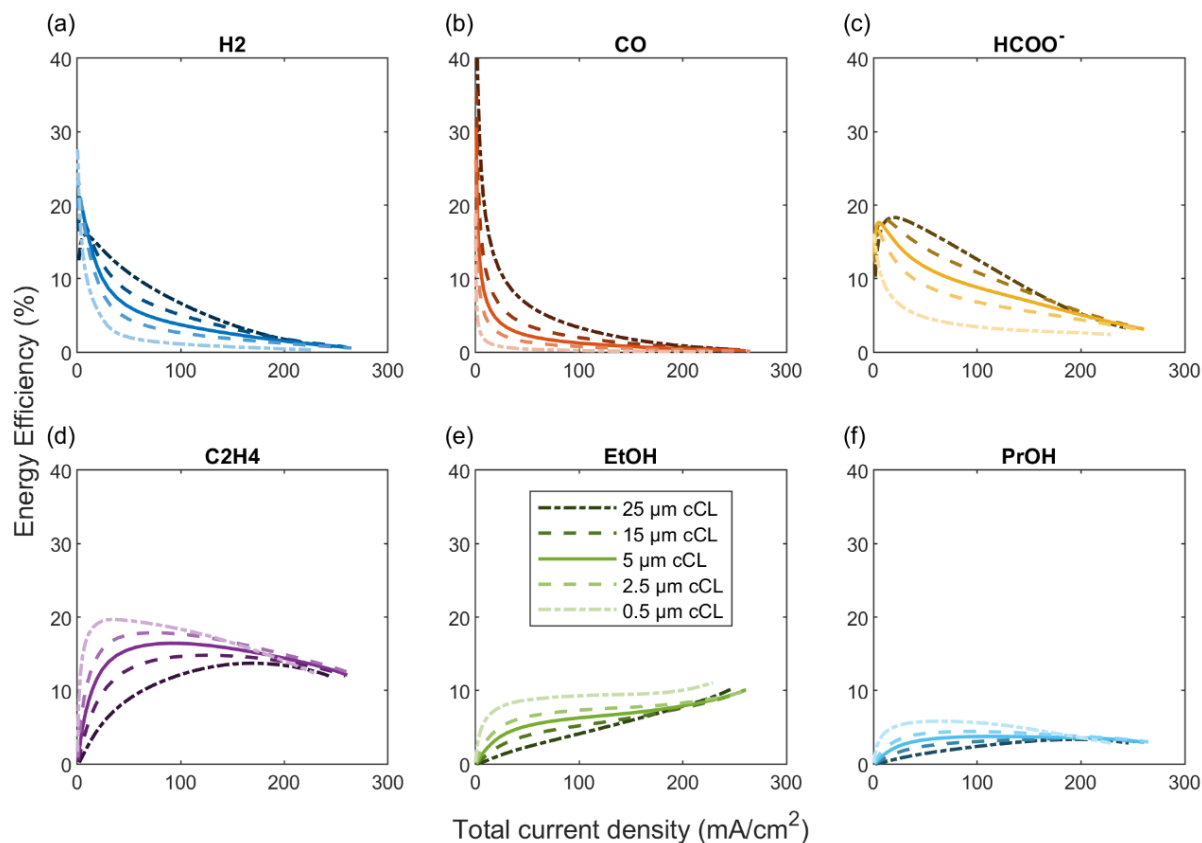 (a)
H2
(b)
CO
(c)
HCOO⁻
40
30
20
10
0
0 100 200 300
40
30
20
10
0
0 100 200 300
40
30
20
10
0
0 100 200 300
Energy Efficiency (%)
(d)
C2H4
(e)
EtOH
(f)
PrOH
40
30
20
10
0
0 100 200 300
40
30
20
10
0
0 100 200 300
25 µm cCL
15 µm cCL
5 µm cCL
2.5 µm cCL
0.5 µm cCL
40
30
20
10
0
0 100 200 300
Total current density (mA/cm²)